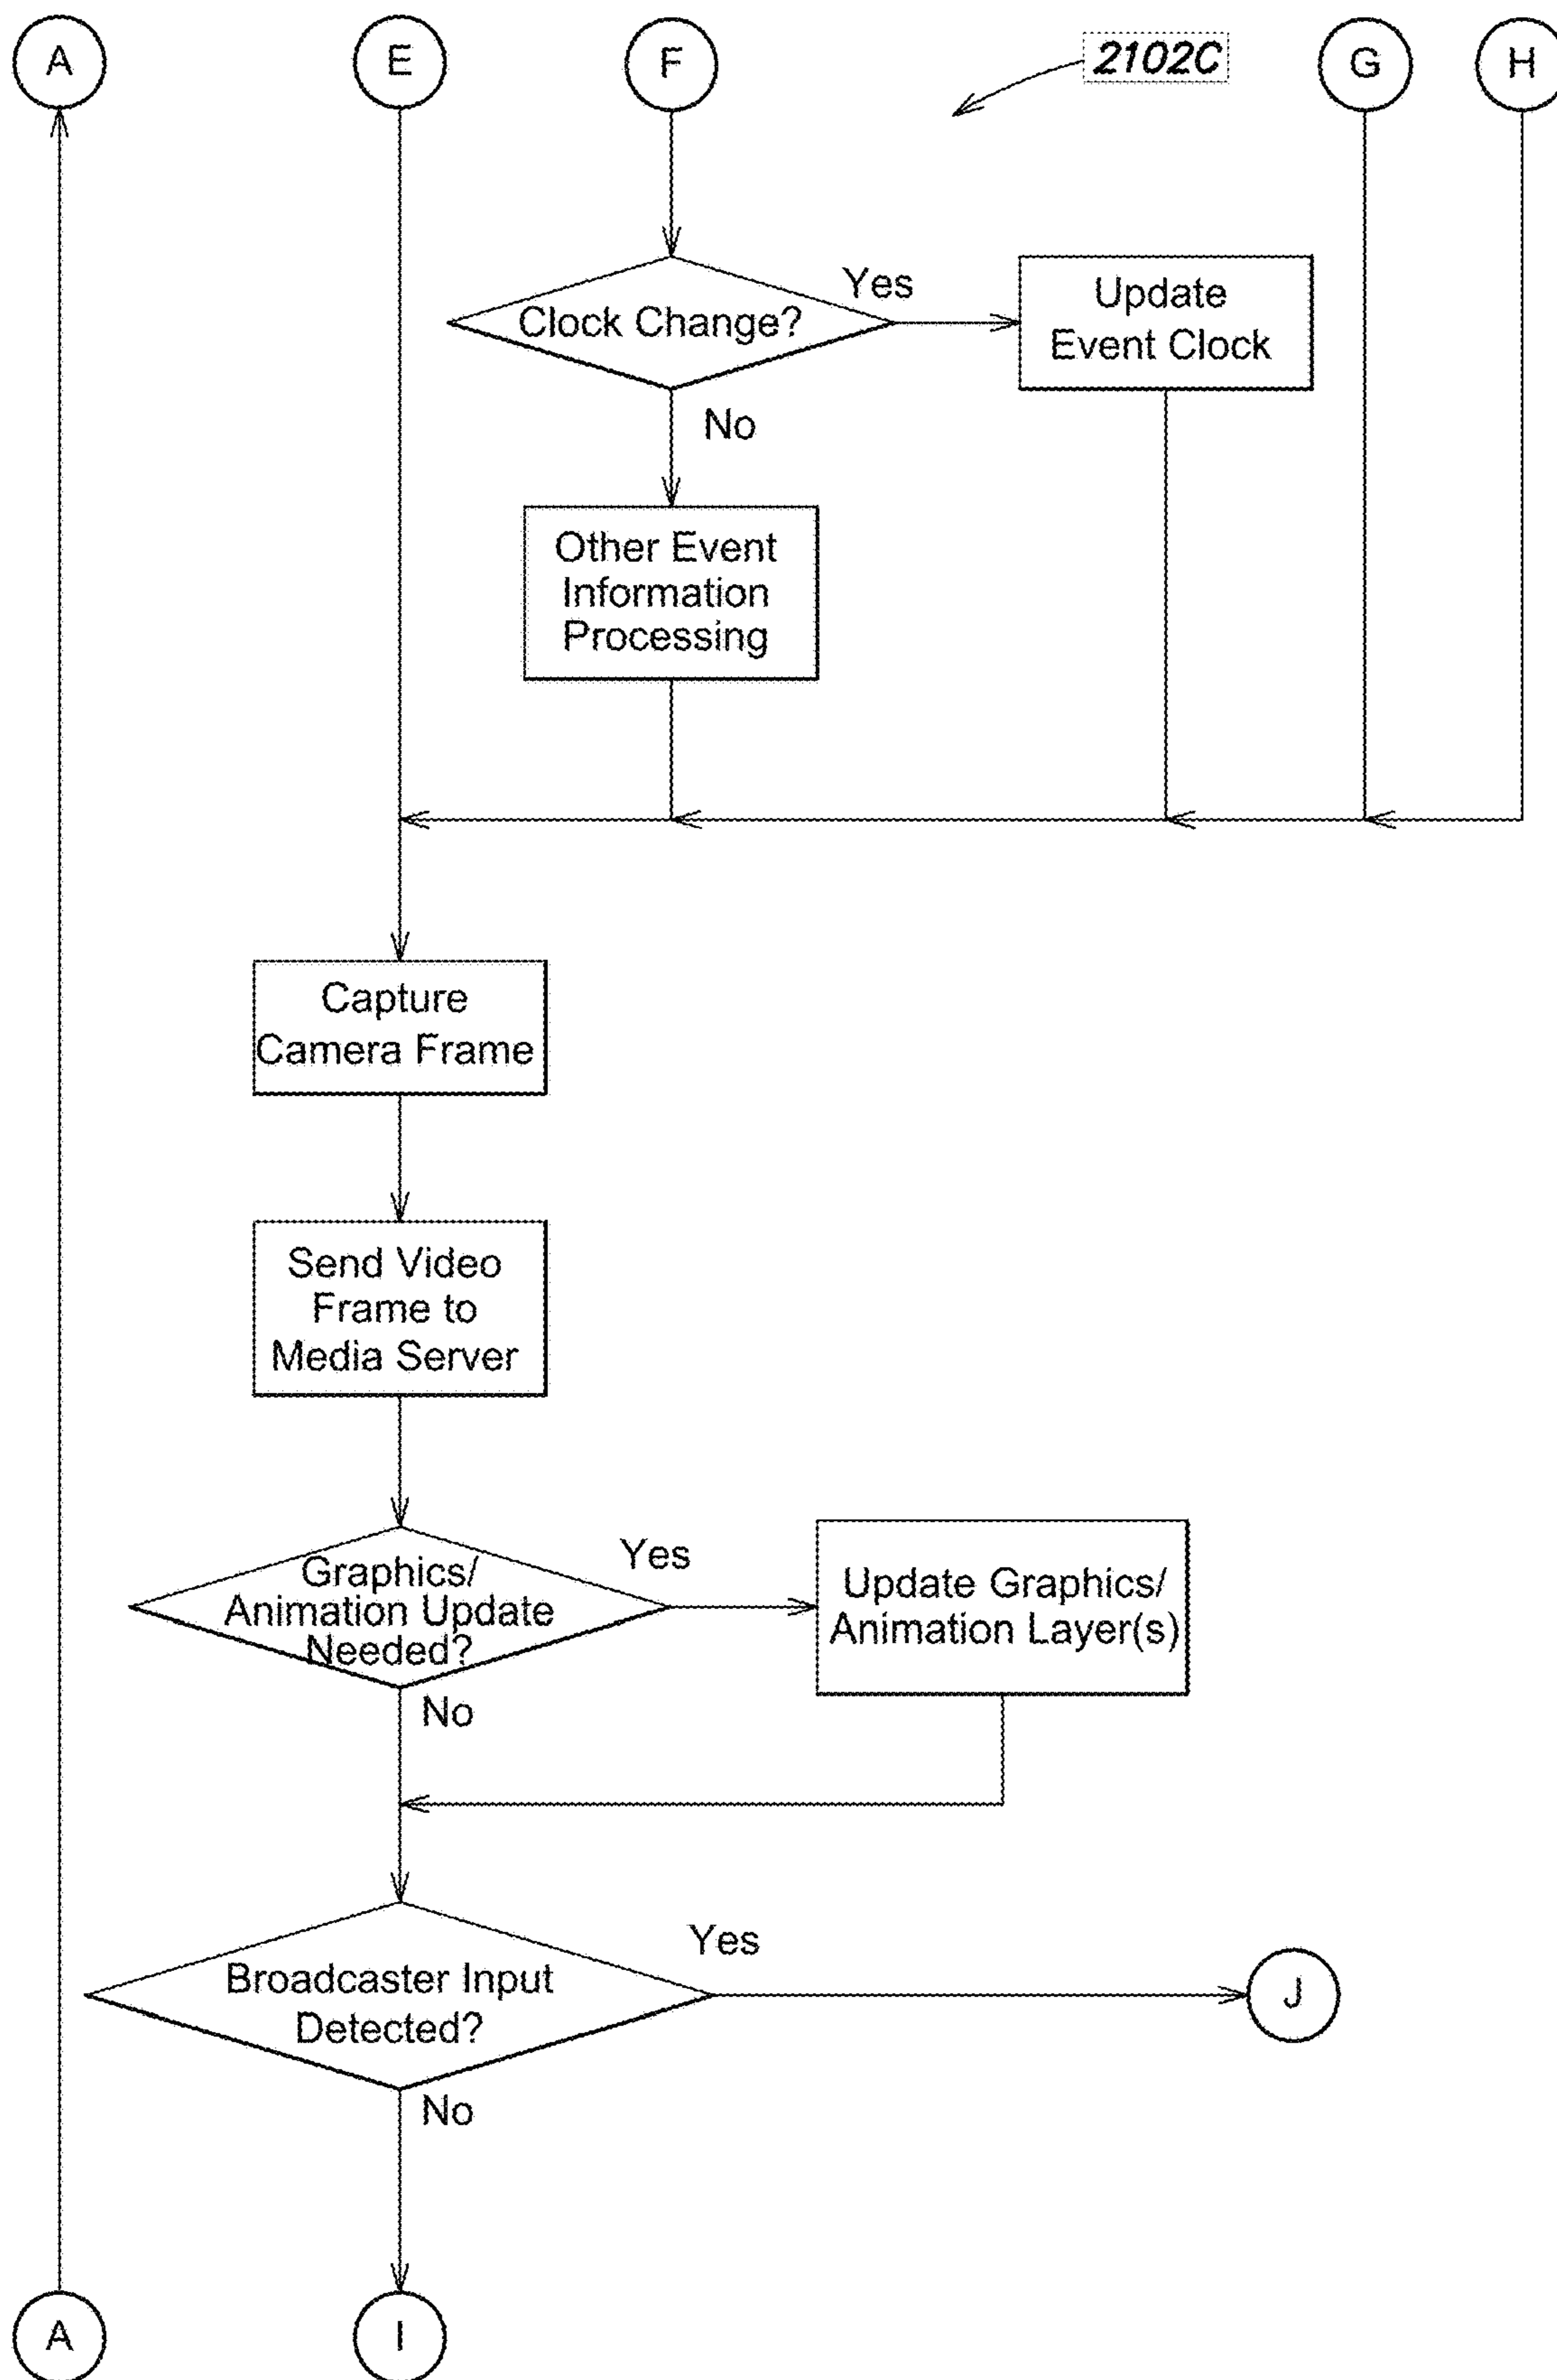 A
E
F
2102C
G
H
Clock Change?
Yes
Update
Event Clock
No
Other Event
Information
Processing
Capture
Camera Frame
Send Video
Frame to
Media Server
Graphics/
Animation Update
Needed?
Yes
Update Graphics/
Animation Layer(s)
No
Broadcaster Input
Detected?
Yes
J
No
A
I